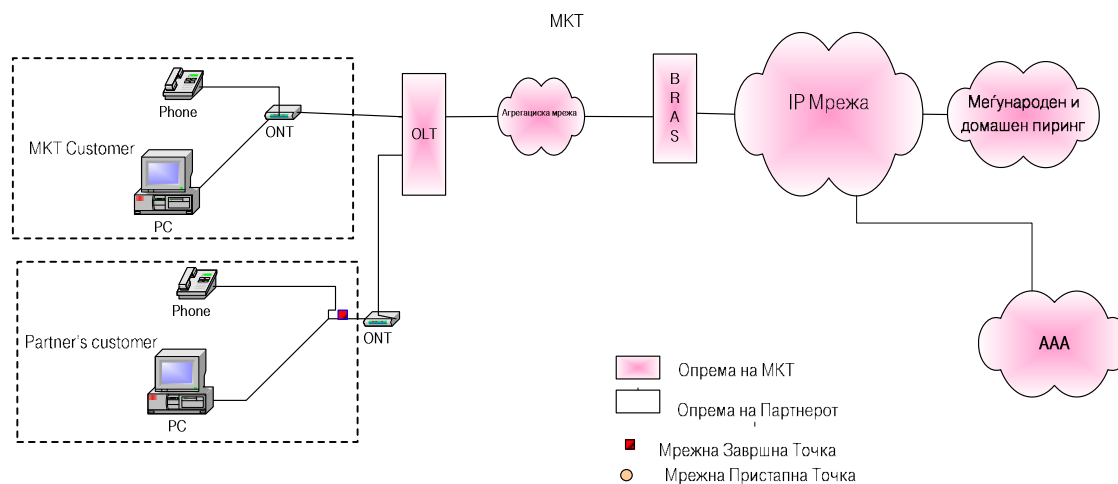 МКТ
Phone
ONT
MKT Customer
PC
OLT
Агрегациска мрежа
B
R
A
S
IP Мрежа
Меѓународен и
домашен пиринг
Phone
ONT
Partner's customer
PC
AAA
Опрема на МКТ
Опрема на Партнерот
Мрежна Завршна Точка
Мрежна Пристапна Точка